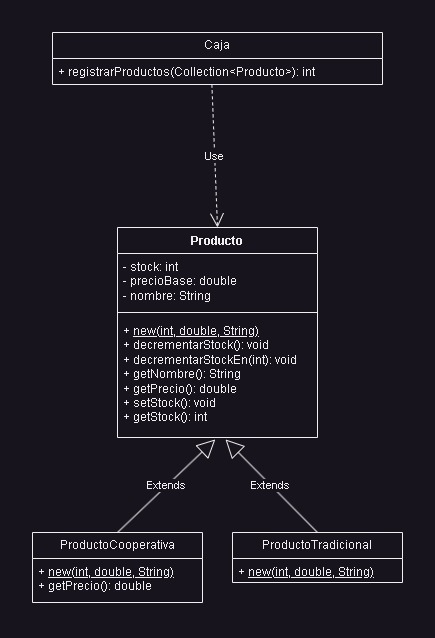 Caja
+ registrarProductos(Collection<Producto>): int
Use
Producto
- stock: int
- precioBase: double
- nombre: String
+ new(int, double, String)
+ decrementarStock(): void
+ decrementarStockEn(int): void
+ getNombre(): String
+ getPrecio(): double
+ setStock(): void
+ getStock(): int
Extends
Extends
ProductoCooperativa
+ new(int, double, String)
+ getPrecio(): double
ProductoTradicional
+ new(int, double, String)